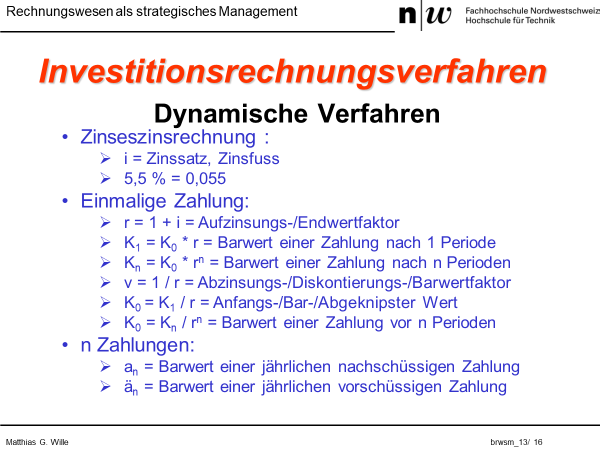 Rechnungswesen als strategisches Management
n|w Fachhochschule Nordwestschweiz
Hochschule für Technik
Investitionsrechnungsverfahren
Dynamische Verfahren
• Zinseszinsrechnung :
➢ i = Zinssatz, Zinsfuss
➢ 5,5 % = 0,055
• Einmalige Zahlung:
➢ r = 1 + i = Aufzinsungs-/Endwertfaktor
➢ K₁ = K₀ * r = Barwert einer Zahlung nach 1 Periode
➢ Kₙ = K₀ * rⁿ = Barwert einer Zahlung nach n Perioden
➢ v = 1 / r = Abzinsungs-/Diskontierungs-/Barwertfaktor
➢ K₀ = K₁ / r = Anfangs-/Bar-/Abgeknipster Wert
➢ K₀ = Kₙ / rⁿ = Barwert einer Zahlung vor n Perioden
• n Zahlungen:
➢ aₙ = Barwert einer jährlichen nachschüssigen Zahlung
➢ äₙ = Barwert einer jährlichen vorschüssigen Zahlung
Matthias G. Wille
brwsm_13/ 16